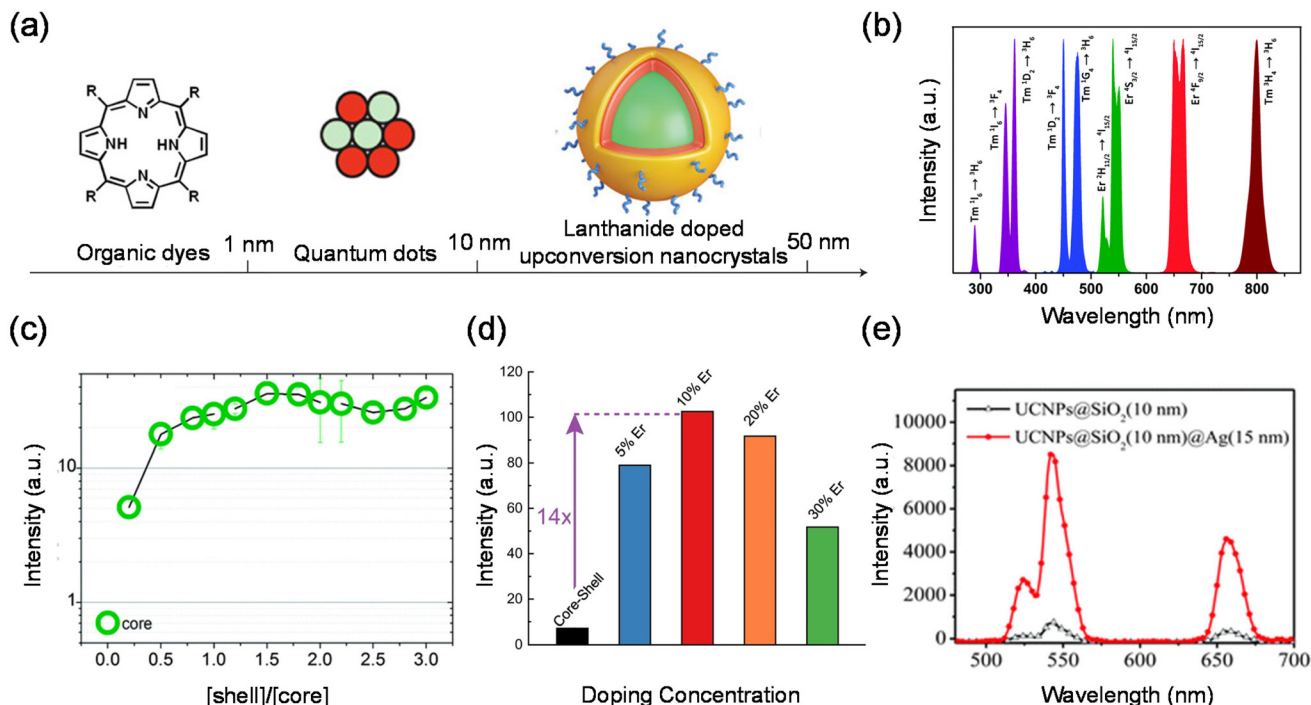 (a)
R
R
N
NH
HN
N
R
R
Organic dyes
1 nm
Quantum dots
10 nm
Lanthanide doped
upconversion nanocrystals
50 nm
(b)
Intensity (a.u.)
Tm ¹I₆ → ³H₆
Tm ¹I₆ → ³F₄
Tm ¹D₂ → ³H₆
Tm ¹D₂ → ³F₄
Tm ¹G₄ → ³H₆
Er ²H₁₁/₂ → ⁴I₁₅/₂
Er ⁴S₃/₂ → ⁴I₁₅/₂
Er ⁴F₉/₂ → ⁴I₁₅/₂
Tm ³H₄ → ³H₆
300 400 500 600 700 800
Wavelength (nm)
(c)
Intensity (a.u.)
10
1
core
0.0 0.5 1.0 1.5 2.0 2.5 3.0
[shell]/[core]
(d)
Intensity (a.u.)
120
100
80
60
40
20
0
14x
Core-Shell
5% Er
10% Er
20% Er
30% Er
Doping Concentration
(e)
Intensity (a.u.)
10000
8000
6000
4000
2000
0
UCNPs@SiO₂(10 nm)
UCNPs@SiO₂(10 nm)@Ag(15 nm)
500 550 600 650 700
Wavelength (nm)